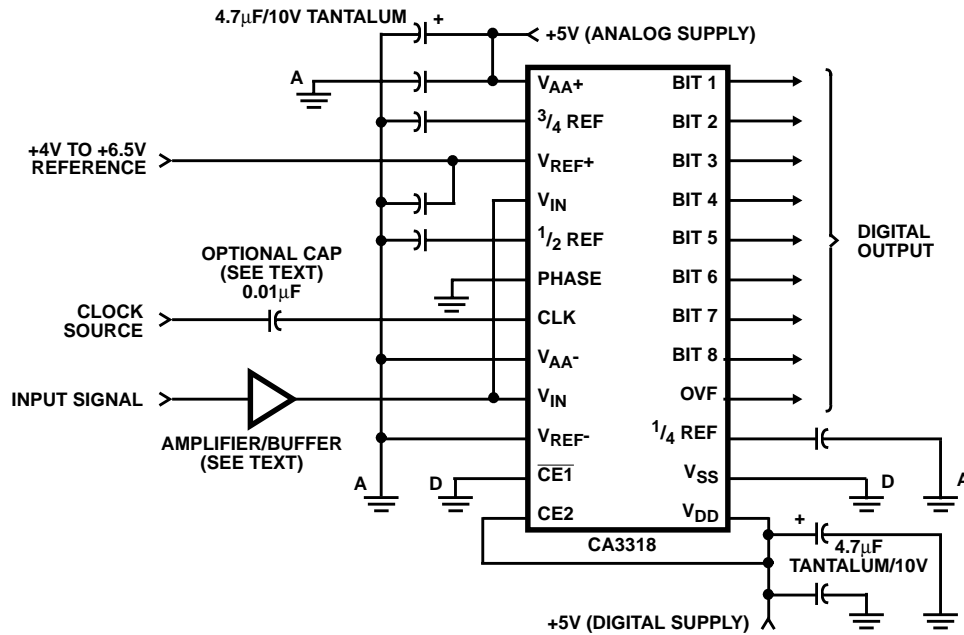 4.7µF/10V TANTALUM
+
+5V (ANALOG SUPPLY)
A
+4V TO +6.5V
REFERENCE
OPTIONAL CAP
(SEE TEXT)
0.01µF
CLOCK
SOURCE
INPUT SIGNAL
AMPLIFIER/BUFFER
(SEE TEXT)
A
D
VAA+
3/4 REF
VREF+
VIN
1/2 REF
PHASE
CLK
VAA-
VIN
VREF-
CE1
CE2
BIT 1
BIT 2
BIT 3
BIT 4
BIT 5
BIT 6
BIT 7
BIT 8
OVF
1/4 REF
VSS
VDD
CA3318
DIGITAL
OUTPUT
D
A
+
4.7µF
TANTALUM/10V
+5V (DIGITAL SUPPLY)